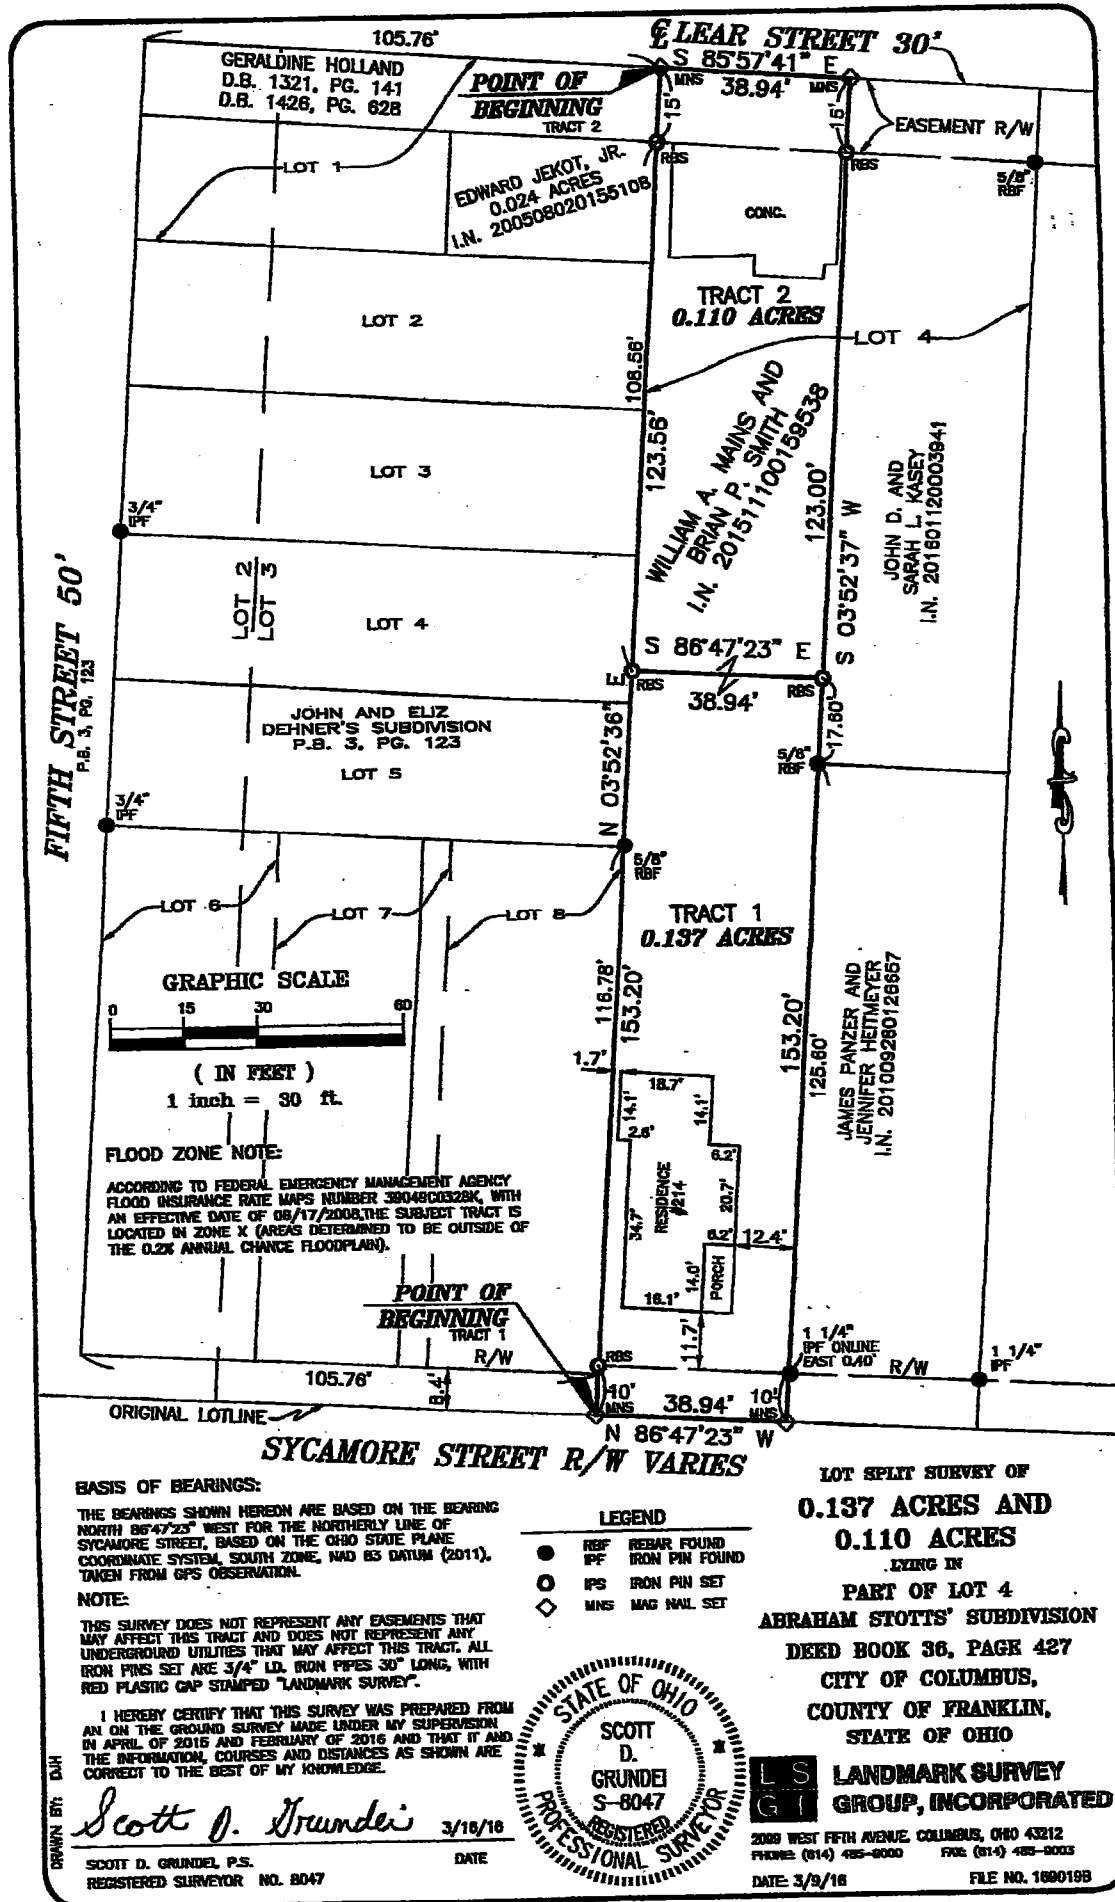 105.76'
℄ LEAR STREET 30'
GERALDINE HOLLAND
D.B. 1321, PG. 141
D.B. 1426, PG. 628
S 85°57'41" E
38.94'
MNS
MNS
POINT OF
BEGINNING
TRACT 2
15'
15'
EASEMENT R/W
RBS
RBS
5/8"
RBF
LOT 1
EDWARD JEKOT, JR.
0.024 ACRES
I.N. 200508020155108
CONC.
TRACT 2
0.110 ACRES
LOT 2
LOT 4
108.56'
123.56'
WILLIAM A. MAINS AND
BRIAN P. SMITH
I.N. 201511100159538
123.00'
S 03°52'37" W
JOHN D. AND
SARAH L. KASEY
I.N. 201601120003941
LOT 3
3/4"
IPF
LOT 2
LOT 3
LOT 4
FIFTH STREET 50'
P.B. 3, PG. 123
S 86°47'23" E
38.94'
RBS
RBS
JOHN AND ELIZ
DEHNER'S SUBDIVISION
P.B. 3, PG. 123
LOT 5
N 03°52'36" E
17.60'
5/8"
RBF
3/4"
IPF
5/8"
RBF
LOT 6
LOT 7
LOT 8
TRACT 1
0.137 ACRES
GRAPHIC SCALE
0 15 30 60
( IN FEET )
1 inch = 30 ft.
116.78'
153.20'
153.20'
125.60'
JAMES PANZER AND
JENNIFER HEITMEYER
I.N. 201009280126667
1.7'
18.7'
14.1'
14.1'
2.6'
6.2'
RESIDENCE
#214
34.7'
20.7'
6.2'
12.4'
14.0'
PORCH
16.1'
11.7'
FLOOD ZONE NOTE:
ACCORDING TO FEDERAL EMERGENCY MANAGEMENT AGENCY
FLOOD INSURANCE RATE MAPS NUMBER 39049C0328K, WITH
AN EFFECTIVE DATE OF 06/17/2008,THE SUBJECT TRACT IS
LOCATED IN ZONE X (AREAS DETERMINED TO BE OUTSIDE OF
THE 0.2% ANNUAL CHANCE FLOODPLAIN).
POINT OF
BEGINNING
TRACT 1
R/W
RBS
1 1/4"
IPF ONLINE
EAST 0.40'
R/W
1 1/4"
IPF
105.76'
8.4'
10'
MNS
38.94'
10'
MNS
ORIGINAL LOTLINE
N 86°47'23" W
SYCAMORE STREET R/W VARIES
BASIS OF BEARINGS:
THE BEARINGS SHOWN HEREON ARE BASED ON THE BEARING
NORTH 86°47'23" WEST FOR THE NORTHERLY LINE OF
SYCAMORE STREET, BASED ON THE OHIO STATE PLANE
COORDINATE SYSTEM, SOUTH ZONE, NAD 83 DATUM (2011),
TAKEN FROM GPS OBSERVATION.
NOTE:
THIS SURVEY DOES NOT REPRESENT ANY EASEMENTS THAT
MAY AFFECT THIS TRACT AND DOES NOT REPRESENT ANY
UNDERGROUND UTILITIES THAT MAY AFFECT THIS TRACT. ALL
IRON PINS SET ARE 3/4" I.D. IRON PIPES 30" LONG, WITH
RED PLASTIC CAP STAMPED "LANDMARK SURVEY".
I HEREBY CERTIFY THAT THIS SURVEY WAS PREPARED FROM
AN ON THE GROUND SURVEY MADE UNDER MY SUPERVISION
IN APRIL OF 2015 AND FEBRUARY OF 2016 AND THAT IT AND
THE INFORMATION, COURSES AND DISTANCES AS SHOWN ARE
CORRECT TO THE BEST OF MY KNOWLEDGE.
DRAWN BY: DJH
Scott D. Grundei 3/16/16
SCOTT D. GRUNDEI, P.S. DATE
REGISTERED SURVEYOR NO. 8047
LEGEND
RBF REBAR FOUND
IPF IRON PIN FOUND
IPS IRON PIN SET
MNS MAG NAIL SET
STATE OF OHIO
SCOTT
D.
GRUNDEI
S-8047
REGISTERED
PROFESSIONAL SURVEYOR
LOT SPLIT SURVEY OF
0.137 ACRES AND
0.110 ACRES
LYING IN
PART OF LOT 4
ABRAHAM STOTTS' SUBDIVISION
DEED BOOK 36, PAGE 427
CITY OF COLUMBUS,
COUNTY OF FRANKLIN,
STATE OF OHIO
LS
GI
LANDMARK SURVEY
GROUP, INCORPORATED
2099 WEST FIFTH AVENUE, COLUMBUS, OHIO 43212
PHONE: (614) 485-9000 FAX: (614) 485-9003
DATE: 3/9/16 FILE NO. 169019B